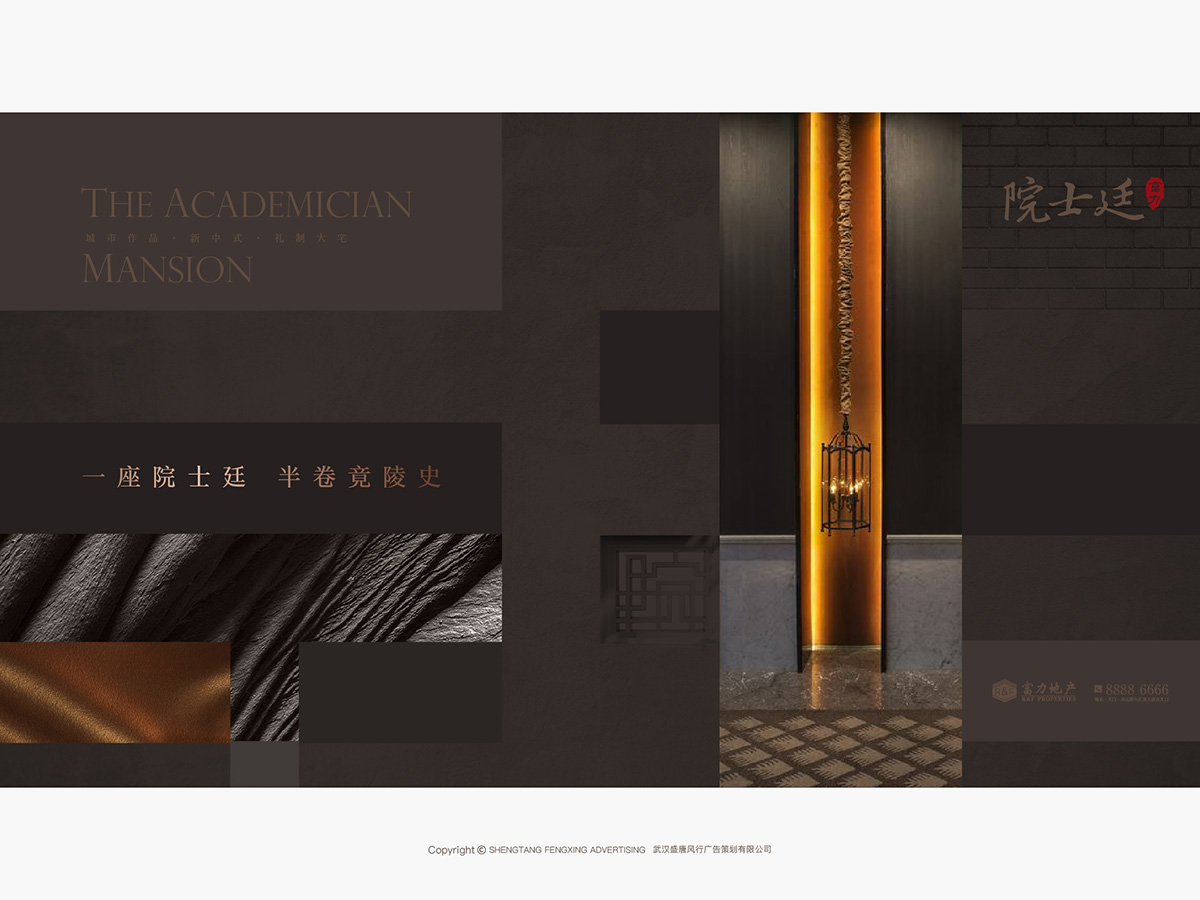 THE ACADEMICIAN
城市作品·新中式·礼制大宅
MANSION
院士廷
富力
一座院士廷 半卷竟陵史
R&F
富力地产
R&F PROPERTIES
8888 6666
Copyright © SHENGTANG FENGXING ADVERTISING 武汉盛唐风行广告策划有限公司